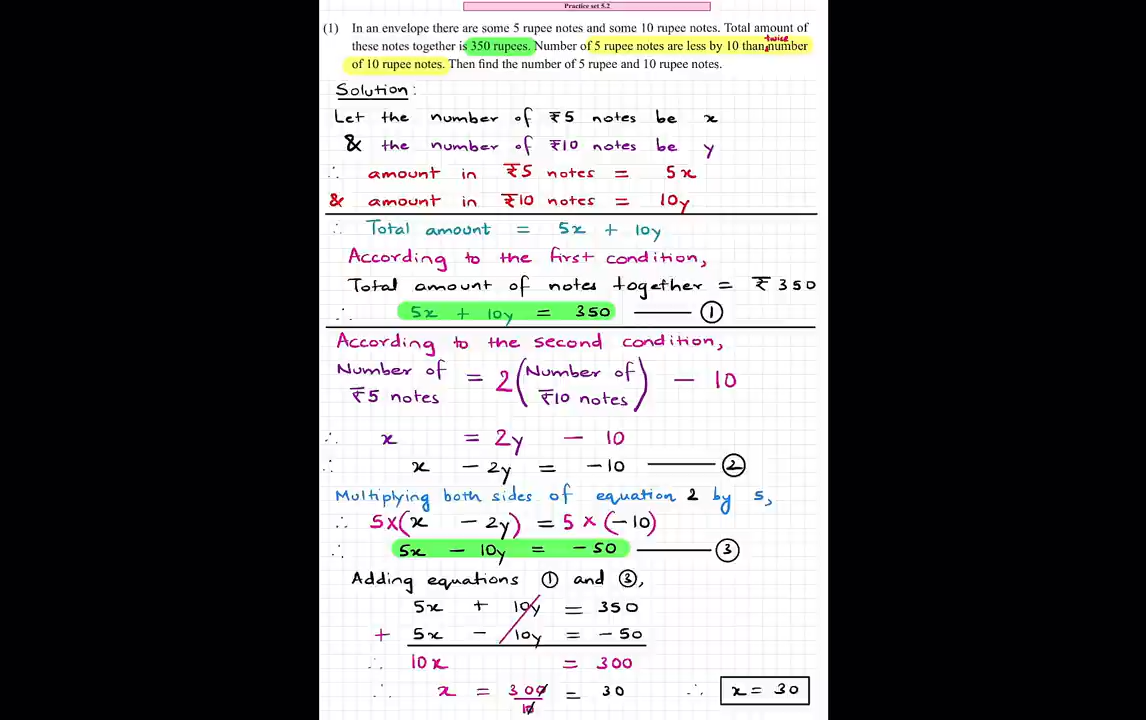 Practice set 5.2
(1) In an envelope there are some 5 rupee notes and some 10 rupee notes. Total amount of
these notes together is 350 rupees. Number of 5 rupee notes are less by 10 than twice number
of 10 rupee notes. Then find the number of 5 rupee and 10 rupee notes.
Solution :
Let the number of ₹5 notes be x
& the number of ₹10 notes be y
∴ amount in ₹5 notes = 5x
& amount in ₹10 notes = 10y
∴ Total amount = 5x + 10y
According to the first condition,
Total amount of notes together = ₹350
∴ 5x + 10y = 350 —— ①
According to the second condition,
Number of ₹5 notes = 2 (Number of ₹10 notes) - 10
∴ x = 2y - 10
∴ x - 2y = -10 —— ②
Multiplying both sides of equation 2 by 5,
∴ 5×(x - 2y) = 5 × (-10)
∴ 5x - 10y = -50 —— ③
Adding equations ① and ③,
5x + 10y = 350
+ 5x - 10y = -50
∴ 10x = 300
∴ x = 300/10 = 30 ∴ x = 30